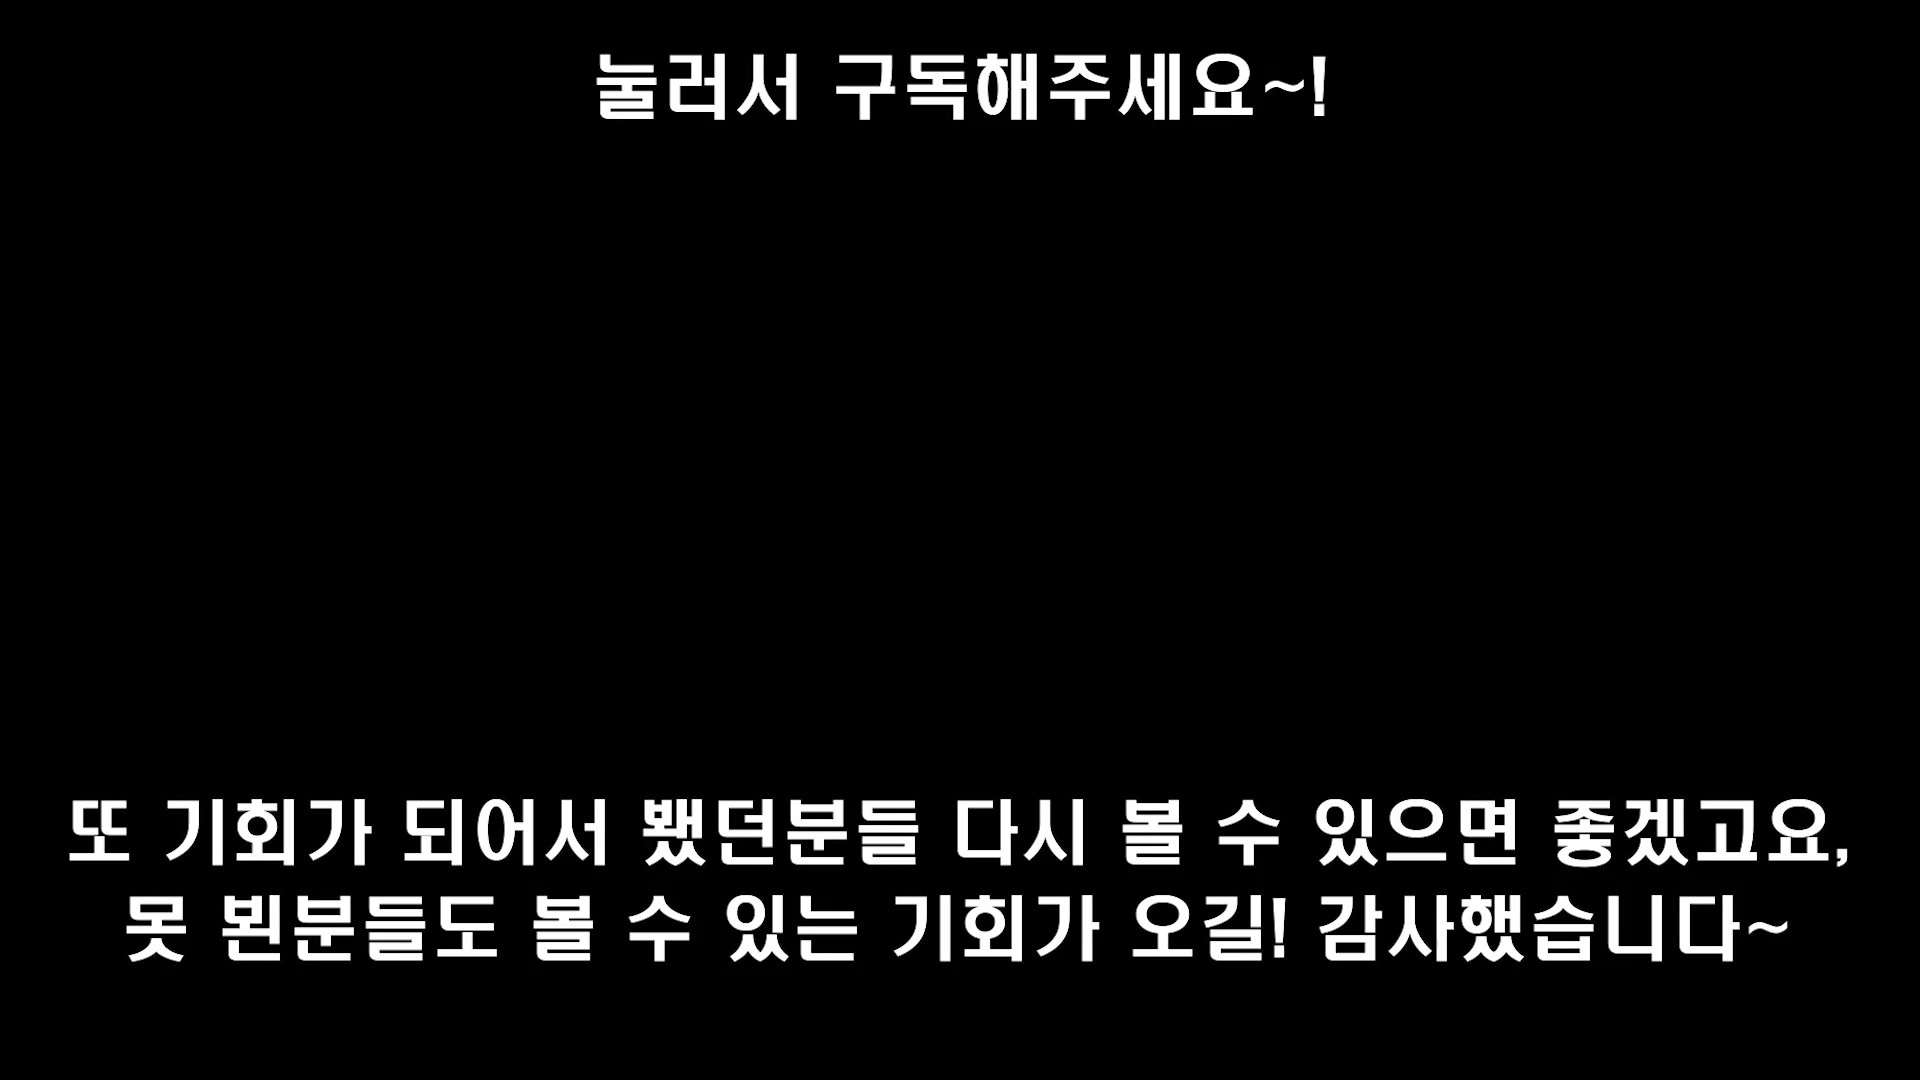 눌러서 구독해주세요~!
또 기회가 되어서 뵀던분들 다시 볼 수 있으면 좋겠고요,
못 뵌분들도 볼 수 있는 기회가 오길! 감사했습니다~